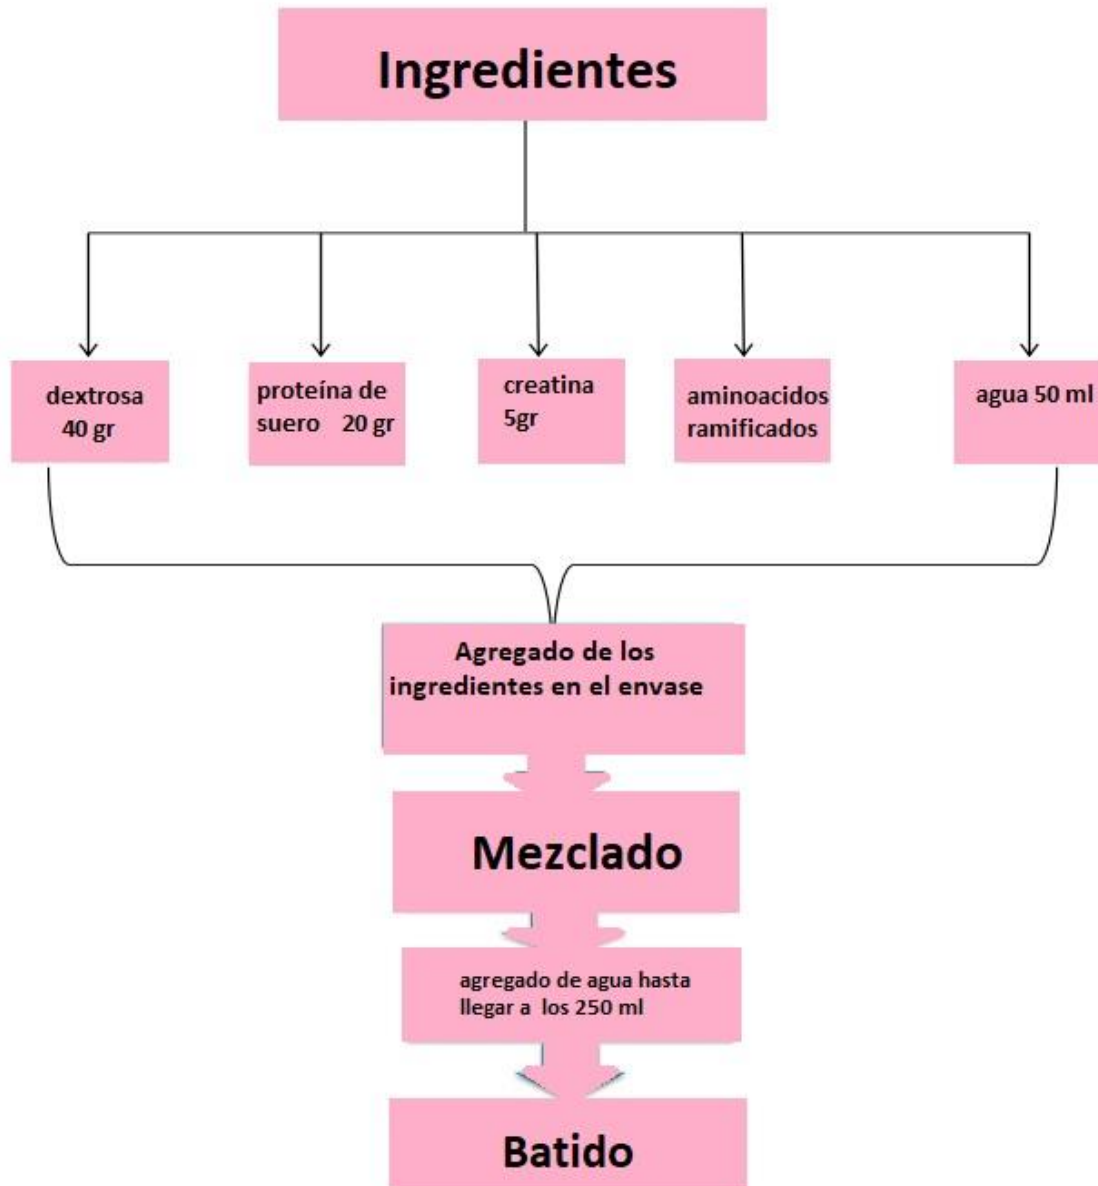 Ingredientes
dextrosa
40 gr
proteína de
suero 20 gr
creatina
5gr
aminoacidos
ramificados
agua 50 ml
Agregado de los
ingredientes en el envase
Mezclado
agregado de agua hasta
llegar a los 250 ml
Batido